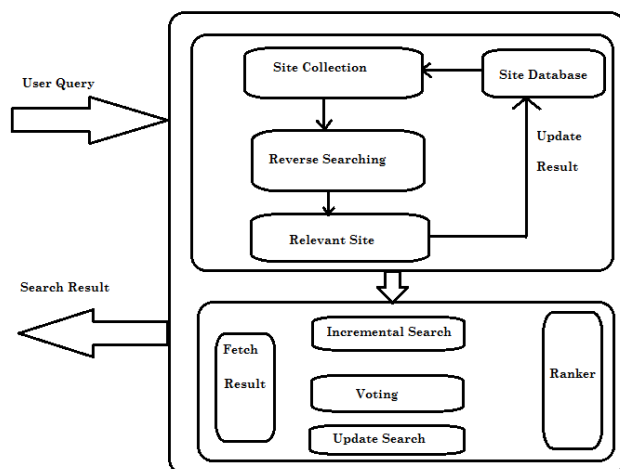 User Query
Site Collection
Site Database
Reverse Searching
Update
Result
Relevant Site
Search Result
Incremental Search
Fetch
Result
Ranker
Voting
Update Search